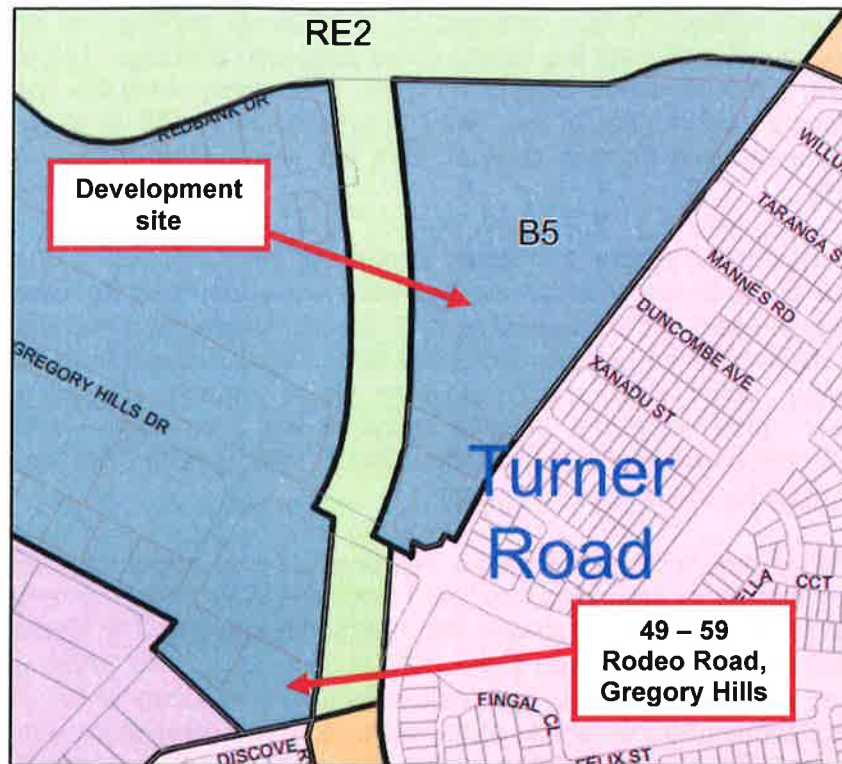 RE2
REDBANK DR
Development
site
B5
TARANGA S
MANNES RD
DUNCOMBE AVE
XANADU ST
GREGORY HILLS DR
Turner
Road
ELLA CCT
49 – 59
Rodeo Road,
Gregory Hills
FINGAL CL
DISCOVE
FELIX ST